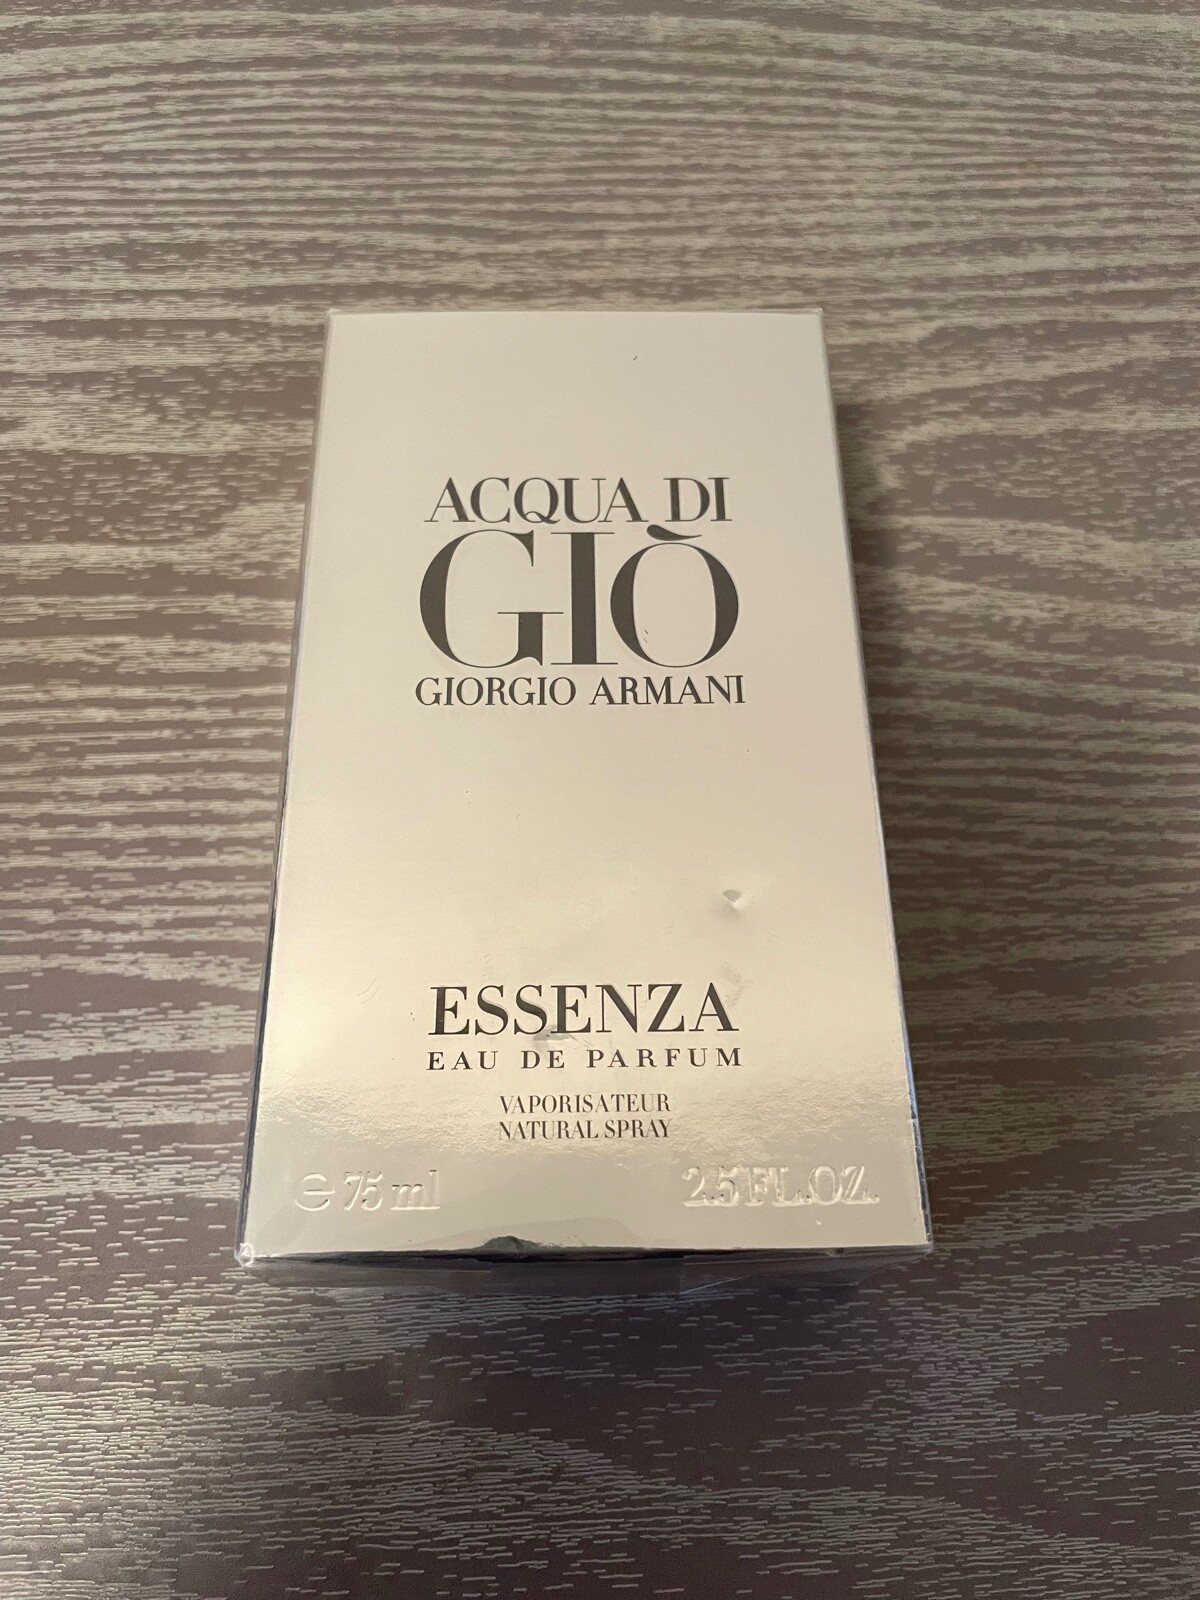 ACQUA DI
GIÒ
GIORGIO ARMANI
ESSENZA
EAU DE PARFUM
VAPORISATEUR
NATURAL SPRAY
℮ 75 ml 2.5 FL.OZ.